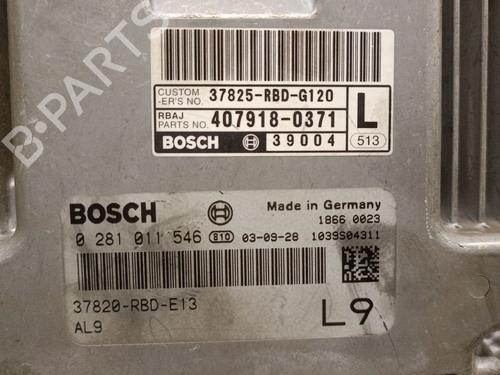 CUSTOM -ER'S NO. 37825-RBD-G120
RBAJ PARTS NO. 407918-0371 L
BOSCH 39004 513
BOSCH Made in Germany
1866 0023
0 281 011 546 810 03-09-28 1039S04311
37820-RBD-E13
AL9 L9
B-PARTS